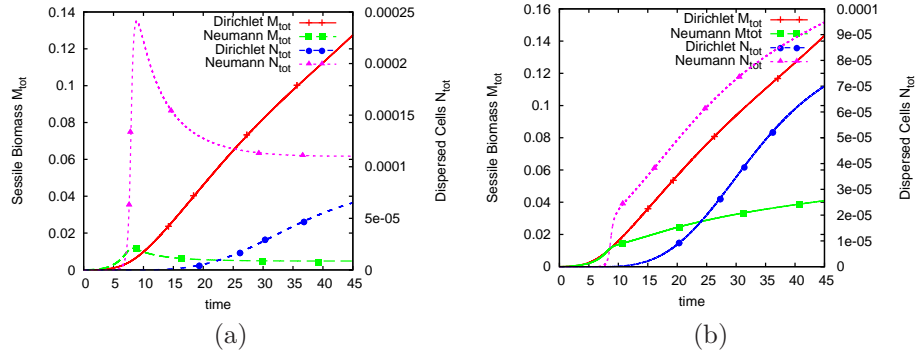 Dirichlet M_tot
Neumann M_tot
Dirichlet N_tot
Neumann N_tot
0.14
0.12
0.1
0.08
0.06
0.04
0.02
0
Sessile Biomass M_tot
0.00025
0.0002
0.00015
0.0001
5e-05
0
Dispersed Cells N_tot
0 5 10 15 20 25 30 35 40 45
time
(a)
Dirichlet M_tot
Neumann Mtot
Dirichlet N_tot
Neumann N_tot
0.16
0.14
0.12
0.1
0.08
0.06
0.04
0.02
0
Sessile Biomass M_tot
0.0001
9e-05
8e-05
7e-05
6e-05
5e-05
4e-05
3e-05
2e-05
1e-05
0
Dispersed Cells N_tot
0 5 10 15 20 25 30 35 40 45
time
(b)